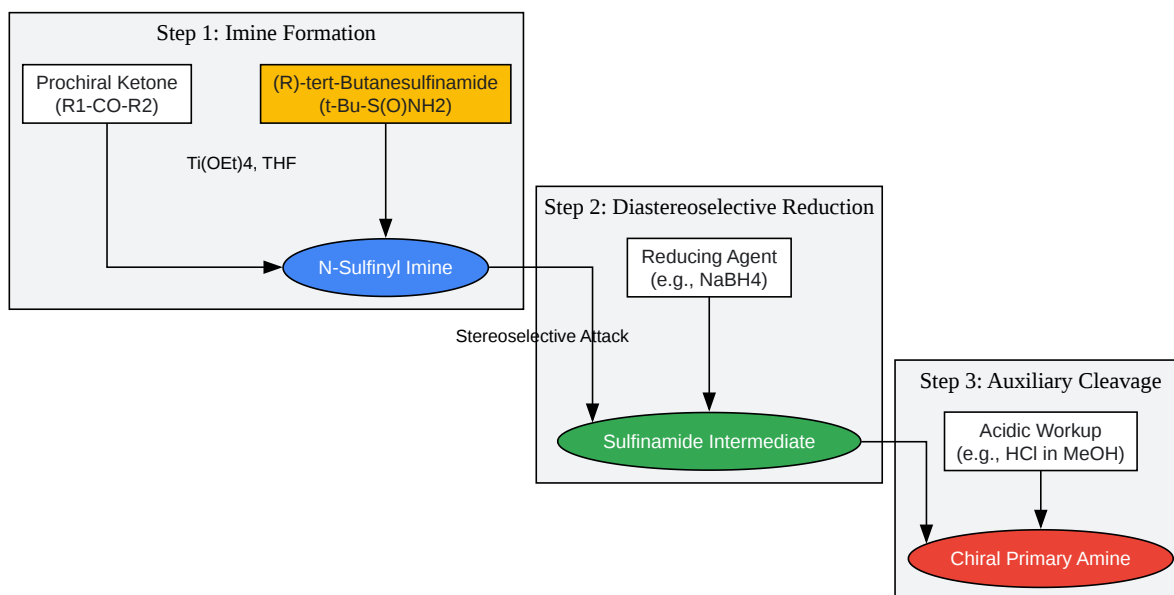 Step 1: Imine Formation
Prochiral Ketone
(R1-CO-R2)
(R)-tert-Butanesulfinamide
(t-Bu-S(O)NH2)
Ti(OEt)4, THF
N-Sulfinyl Imine
Step 2: Diastereoselective Reduction
Reducing Agent
(e.g., NaBH4)
Stereoselective Attack
Sulfinamide Intermediate
Step 3: Auxiliary Cleavage
Acidic Workup
(e.g., HCl in MeOH)
Chiral Primary Amine